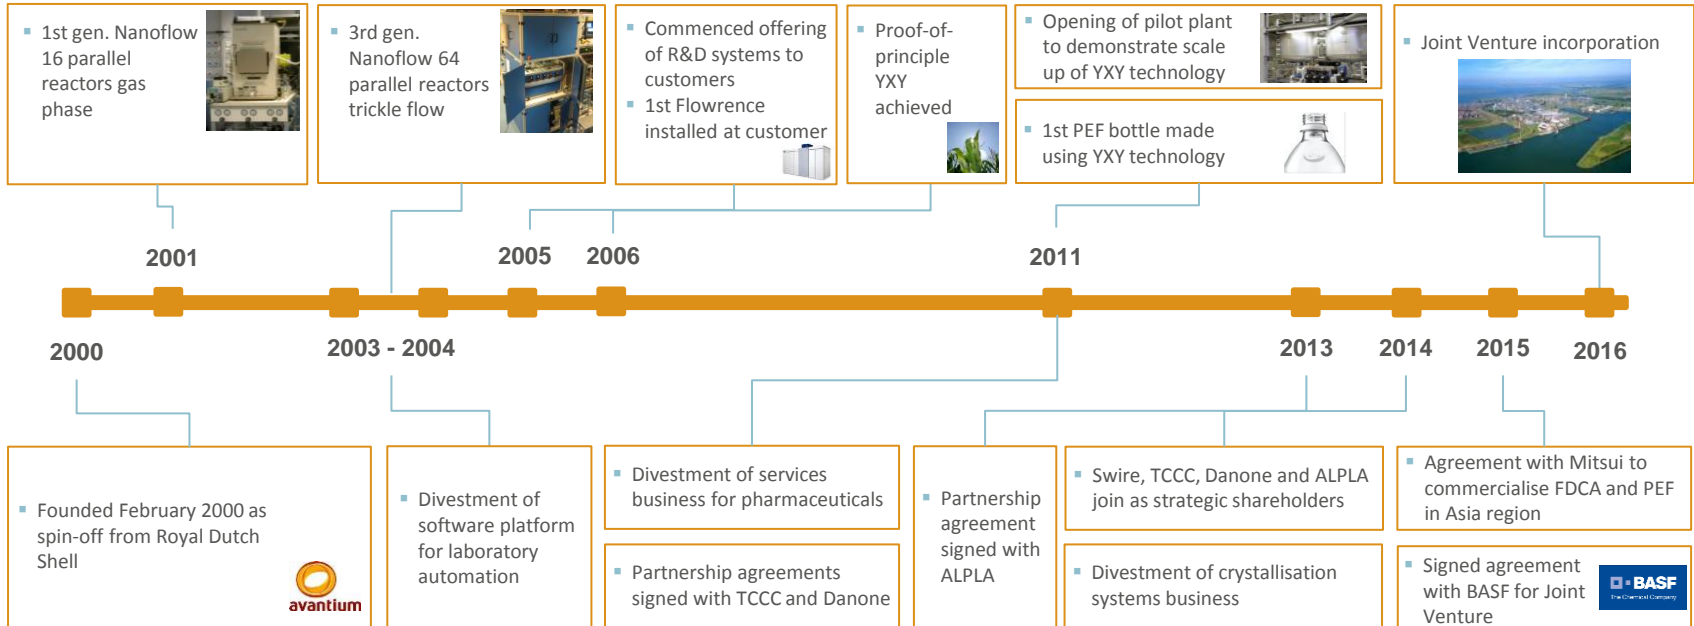 1st gen. Nanoflow
16 parallel
reactors gas
phase
3rd gen.
Nanoflow 64
parallel reactors
trickle flow
Commenced offering
of R&D systems to
customers
1st Flowrence
installed at customer
Proof-of-
principle
YXY
achieved
Opening of pilot plant
to demonstrate scale
up of YXY technology
1st PEF bottle made
using YXY technology
Joint Venture incorporation
2001
2005
2006
2011
2000
2003 - 2004
2013
2014
2015
2016
Founded February 2000 as
spin-off from Royal Dutch
Shell
avantium
Divestment of
software platform
for laboratory
automation
Divestment of services
business for pharmaceuticals
Partnership agreements
signed with TCCC and Danone
Partnership
agreement
signed with
ALPLA
Swire, TCCC, Danone and ALPLA
join as strategic shareholders
Divestment of crystallisation
systems business
Agreement with Mitsui to
commercialise FDCA and PEF
in Asia region
Signed agreement
with BASF for Joint
Venture
BASF
The Chemical Company